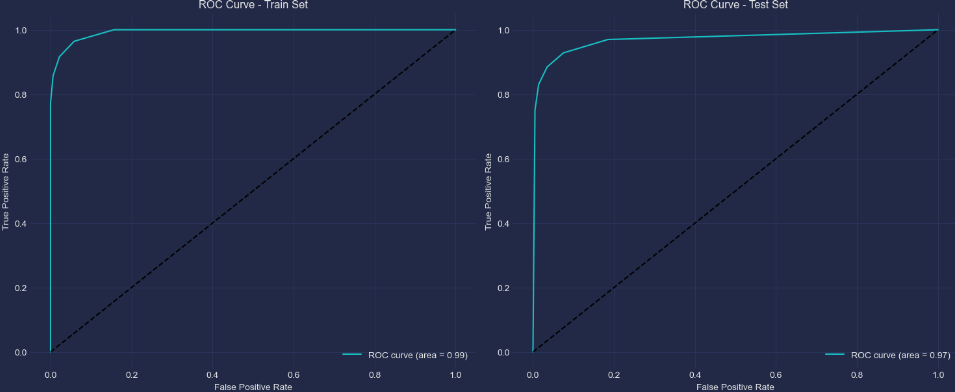 ROC Curve - Train Set
1.0
0.8
0.6
0.4
0.2
0.0
True Positive Rate
0.0 0.2 0.4 0.6 0.8 1.0
False Positive Rate
ROC curve (area = 0.99)
ROC Curve - Test Set
1.0
0.8
0.6
0.4
0.2
0.0
True Positive Rate
0.0 0.2 0.4 0.6 0.8 1.0
False Positive Rate
ROC curve (area = 0.97)